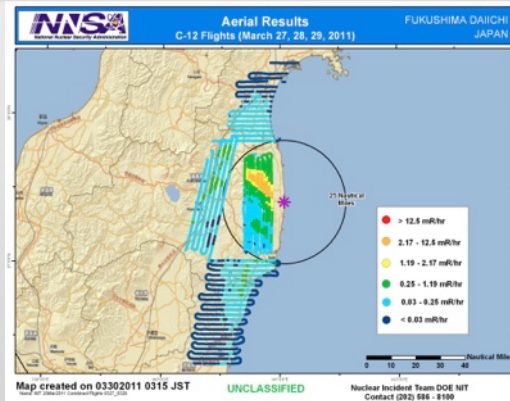 NNSA
National Nuclear Security Administration
Aerial Results
C-12 Flights (March 27, 28, 29, 2011)
FUKUSHIMA DAIICHI
JAPAN
25 Nautical
Miles
> 12.5 mR/hr
2.17 - 12.5 mR/hr
1.19 - 2.17 mR/hr
0.25 - 1.19 mR/hr
0.03 - 0.25 mR/hr
< 0.03 mR/hr
Nautical Mile
0 10 20 30 40
Map created on 03302011 0315 JST
UNCLASSIFIED
Nuclear Incident Team DOE NIT
Contact (202) 586 - 8100